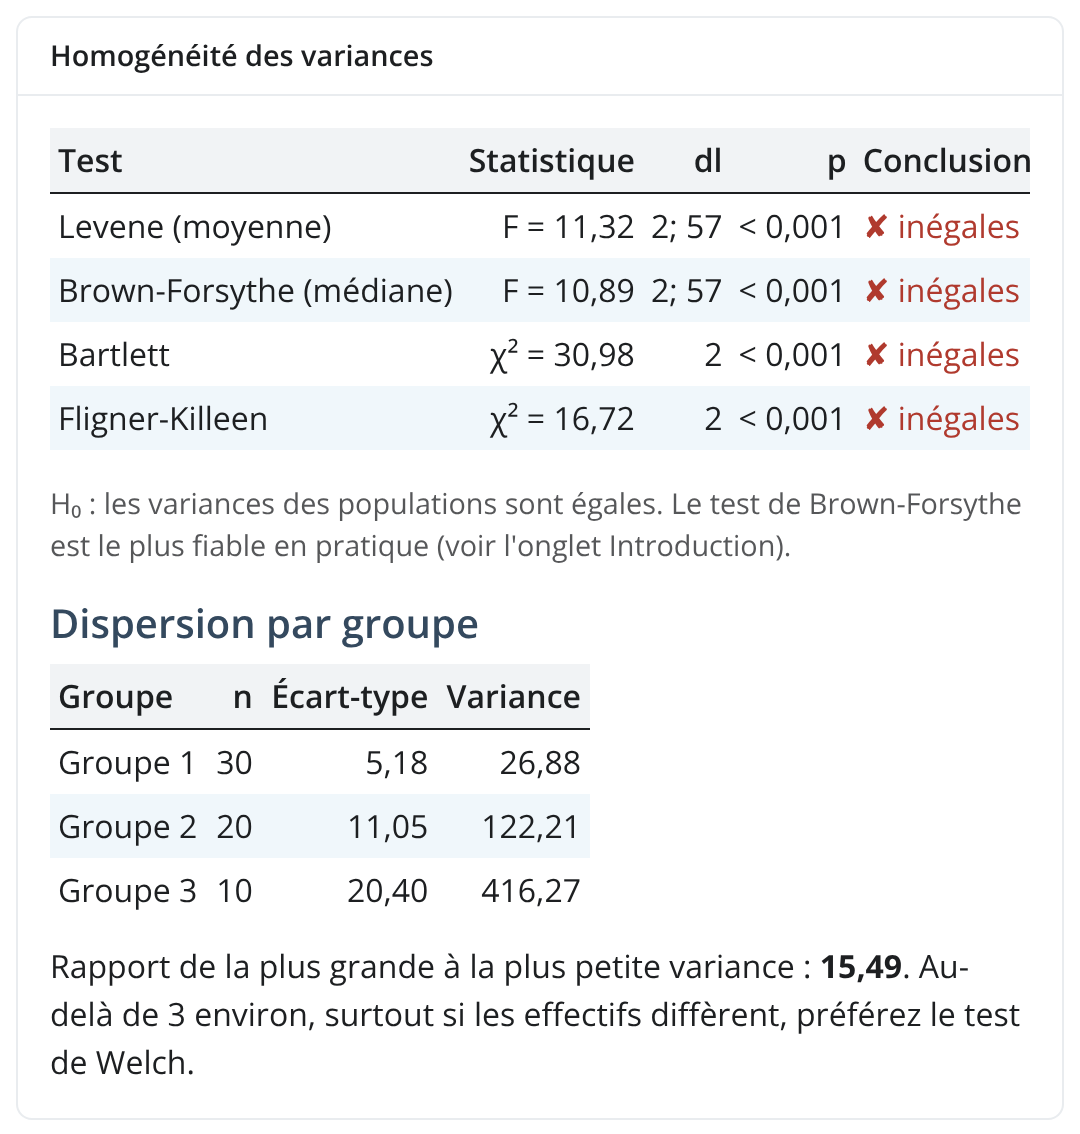 Homogénéité des variances
Test Statistique dl p Conclusion
Levene (moyenne) F = 11,32 2; 57 < 0,001 ✘ inégales
Brown-Forsythe (médiane) F = 10,89 2; 57 < 0,001 ✘ inégales
Bartlett χ² = 30,98 2 < 0,001 ✘ inégales
Fligner-Killeen χ² = 16,72 2 < 0,001 ✘ inégales
H₀ : les variances des populations sont égales. Le test de Brown-Forsythe
est le plus fiable en pratique (voir l'onglet Introduction).
Dispersion par groupe
Groupe n Écart-type Variance
Groupe 1 30 5,18 26,88
Groupe 2 20 11,05 122,21
Groupe 3 10 20,40 416,27
Rapport de la plus grande à la plus petite variance : 15,49. Au-
delà de 3 environ, surtout si les effectifs diffèrent, préférez le test
de Welch.